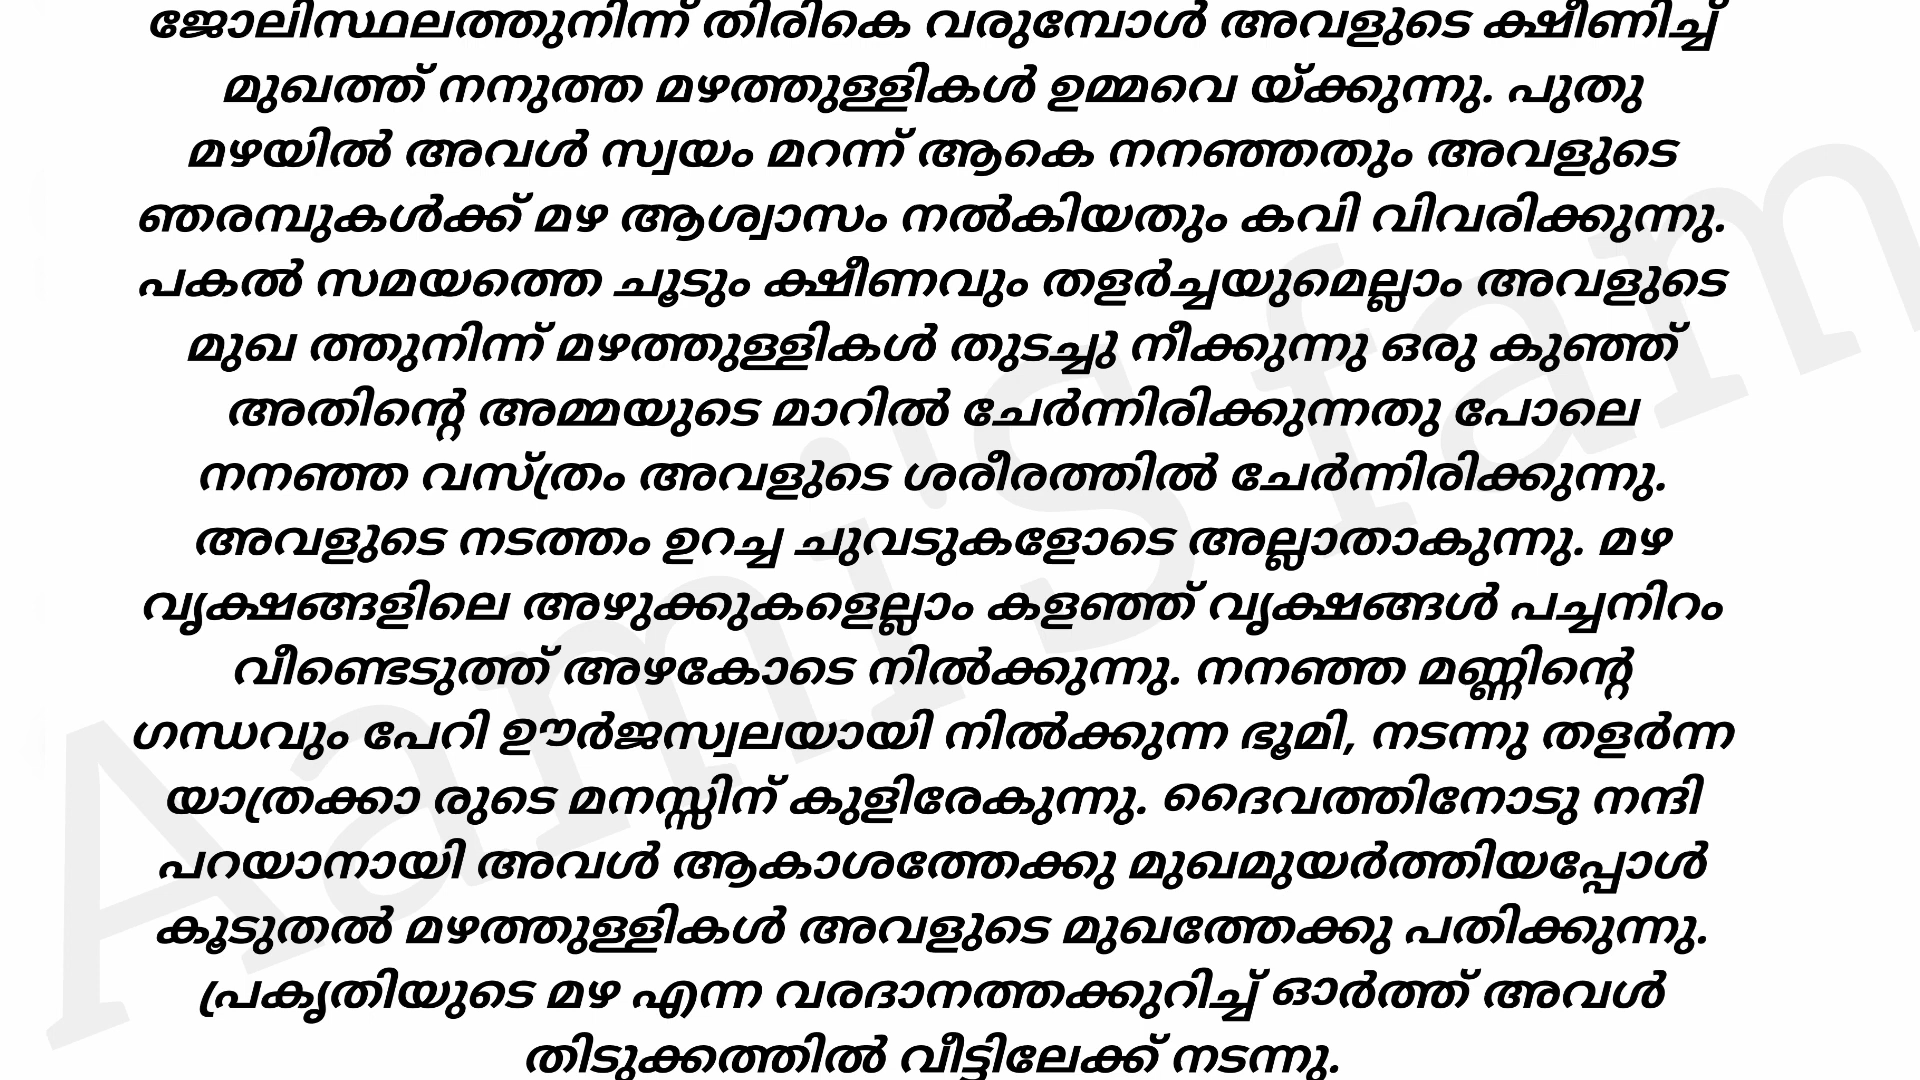 ജോലിസ്ഥലത്തുനിന്ന് തിരികെ വരുമ്പോൾ അവളുടെ ക്ഷീണിച്ച്
മുഖത്ത് നനുത്ത മഴത്തുള്ളികൾ ഉമ്മവെ യ്ക്കുന്നു. പുതു
മഴയിൽ അവൾ സ്വയം മറന്ന് ആകെ നനഞ്ഞതും അവളുടെ
ഞരമ്പുകൾക്ക് മഴ ആശ്വാസം നൽകിയതും കവി വിവരിക്കുന്നു.
പകൽ സമയത്തെ ചൂടും ക്ഷീണവും തളർച്ചയുമെല്ലാം അവളുടെ
മുഖ ത്തുനിന്ന് മഴത്തുള്ളികൾ തുടച്ചു നീക്കുന്നു ഒരു കുഞ്ഞ്
അതിന്റെ അമ്മയുടെ മാറിൽ ചേർന്നിരിക്കുന്നതു പോലെ
നനഞ്ഞ വസ്ത്രം അവളുടെ ശരീരത്തിൽ ചേർന്നിരിക്കുന്നു.
അവളുടെ നടത്തം ഉറച്ച ചുവടുകളോടെ അല്ലാതാകുന്നു. മഴ
വൃക്ഷങ്ങളിലെ അഴുക്കുകളെല്ലാം കളഞ്ഞ് വൃക്ഷങ്ങൾ പച്ചനിറം
വീണ്ടെടുത്ത് അഴകോടെ നിൽക്കുന്നു. നനഞ്ഞ മണ്ണിന്റെ
ഗന്ധവും പേറി ഊർജസ്വലയായി നിൽക്കുന്ന ഭൂമി, നടന്നു തളർന്ന
യാത്രക്കാ രുടെ മനസ്സിന് കുളിരേകുന്നു. ദൈവത്തിനോടു നന്ദി
പറയാനായി അവൾ ആകാശത്തേക്കു മുഖമുയർത്തിയപ്പോൾ
കൂടുതൽ മഴത്തുള്ളികൾ അവളുടെ മുഖത്തേക്കു പതിക്കുന്നു.
പ്രകൃതിയുടെ മഴ എന്ന വരദാനത്തക്കുറിച്ച് ഓർത്ത് അവൾ
തിടുക്കത്തിൽ വീട്ടിലേക്ക് നടന്നു.
Aami's fam